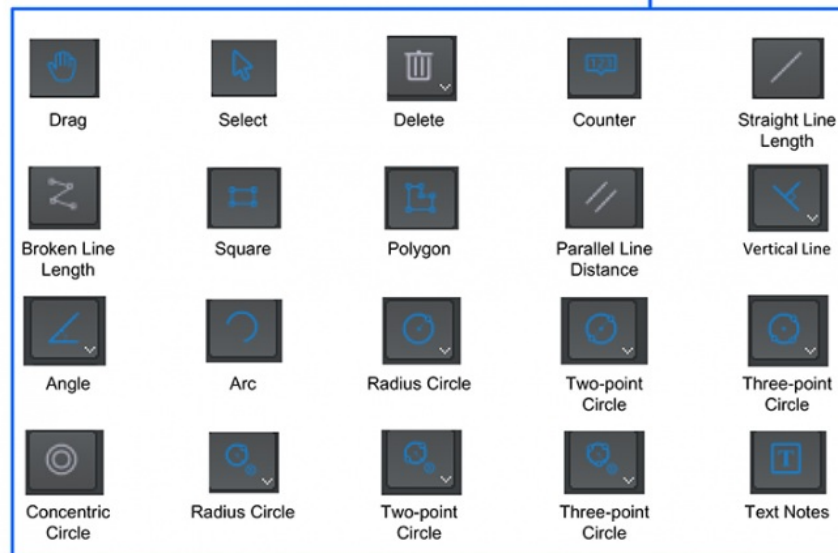 123
Drag
Select
Delete
Counter
Straight Line
Length
Broken Line
Length
Square
Polygon
Parallel Line
Distance
Vertical Line
Angle
Arc
Radius Circle
Two-point
Circle
Three-point
Circle
T
Concentric
Circle
Radius Circle
Two-point
Circle
Three-point
Circle
Text Notes